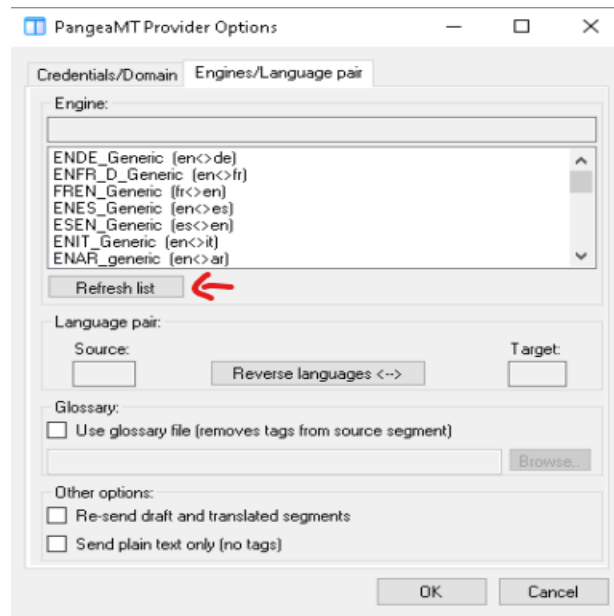 PangeaMT Provider Options
Credentials/Domain Engines/Language pair
Engine:
ENDE_Generic (en<>de)
ENFR_D_Generic (en<>fr)
FREN_Generic (fr<>en)
ENES_Generic (en<>es)
ESEN_Generic (es<>en)
ENIT_Generic (en<>it)
ENAR_generic (en<>ar)
Refresh list
Language pair:
Source: Target:
Reverse languages <-->
Glossary:
Use glossary file (removes tags from source segment)
Browse..
Other options:
Re-send draft and translated segments
Send plain text only (no tags)
OK Cancel